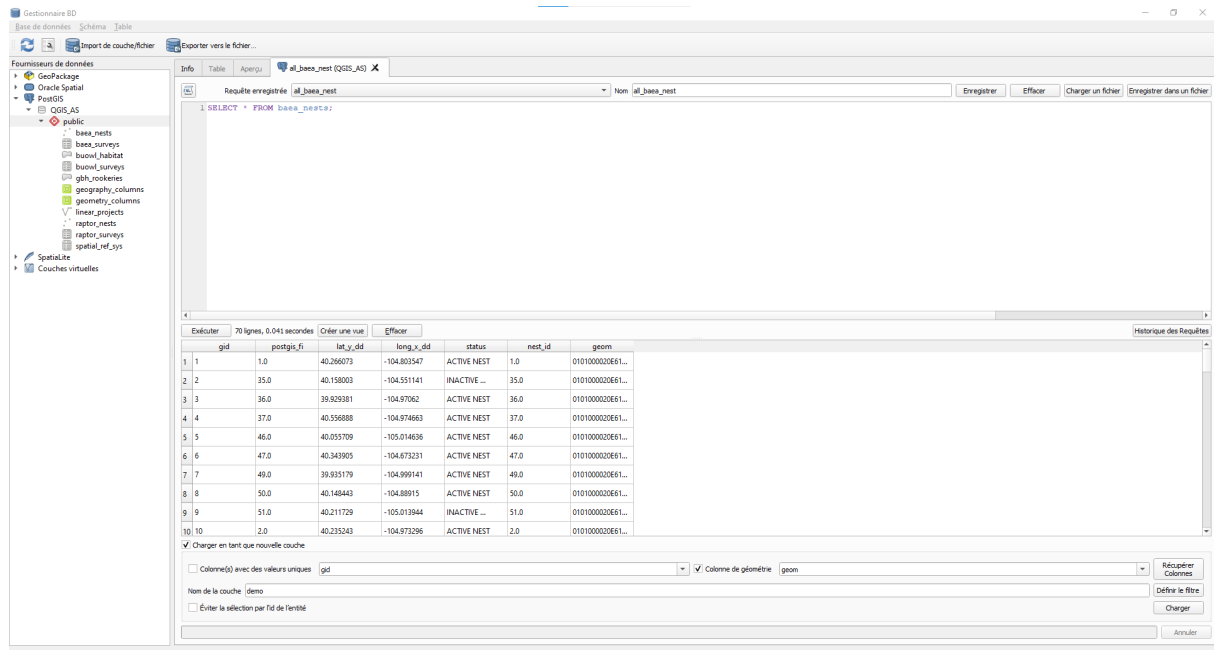 Gestionnaire BD
Base de données Schéma Table
Import de couche/fichier Exporter vers le fichier...
Fournisseurs de données
GeoPackage
Oracle Spatial
PostGIS
QGIS_AS
public
baea_nests
baea_surveys
buowl_habitat
buowl_surveys
gbh_rookeries
geography_columns
geometry_columns
linear_projects
raptor_nests
raptor_surveys
spatial_ref_sys
SpatiaLite
Couches virtuelles
Info Table Aperçu all_baea_nest (QGIS_AS) X
Requête enregistrée all_baea_nest Nom all_baea_nest Enregistrer Effacer Charger un fichier Enregistrer dans un fichier
1 SELECT * FROM baea_nests;
Exécuter 70 lignes, 0.041 secondes Créer une vue Effacer Historique des Requêtes
gid postgis_fi lat_y_dd long_x_dd status nest_id geom
1 1 1.0 40.266073 -104.803547 ACTIVE NEST 1.0 0101000020E61...
2 2 35.0 40.158003 -104.551141 INACTIVE ... 35.0 0101000020E61...
3 3 36.0 39.929381 -104.97062 ACTIVE NEST 36.0 0101000020E61...
4 4 37.0 40.556888 -104.974663 ACTIVE NEST 37.0 0101000020E61...
5 5 46.0 40.055709 -105.014636 ACTIVE NEST 46.0 0101000020E61...
6 6 47.0 40.343905 -104.673231 ACTIVE NEST 47.0 0101000020E61...
7 7 49.0 39.935179 -104.999141 ACTIVE NEST 49.0 0101000020E61...
8 8 50.0 40.148443 -104.88915 ACTIVE NEST 50.0 0101000020E61...
9 9 51.0 40.211729 -105.013944 INACTIVE ... 51.0 0101000020E61...
10 10 2.0 40.235243 -104.973296 ACTIVE NEST 2.0 0101000020E61...
Charger en tant que nouvelle couche
Colonne(s) avec des valeurs uniques gid Colonne de géométrie geom Récupérer
Colonnes
Nom de la couche demo Définir le filtre
Éviter la sélection par l'id de l'entité Charger
Annuler